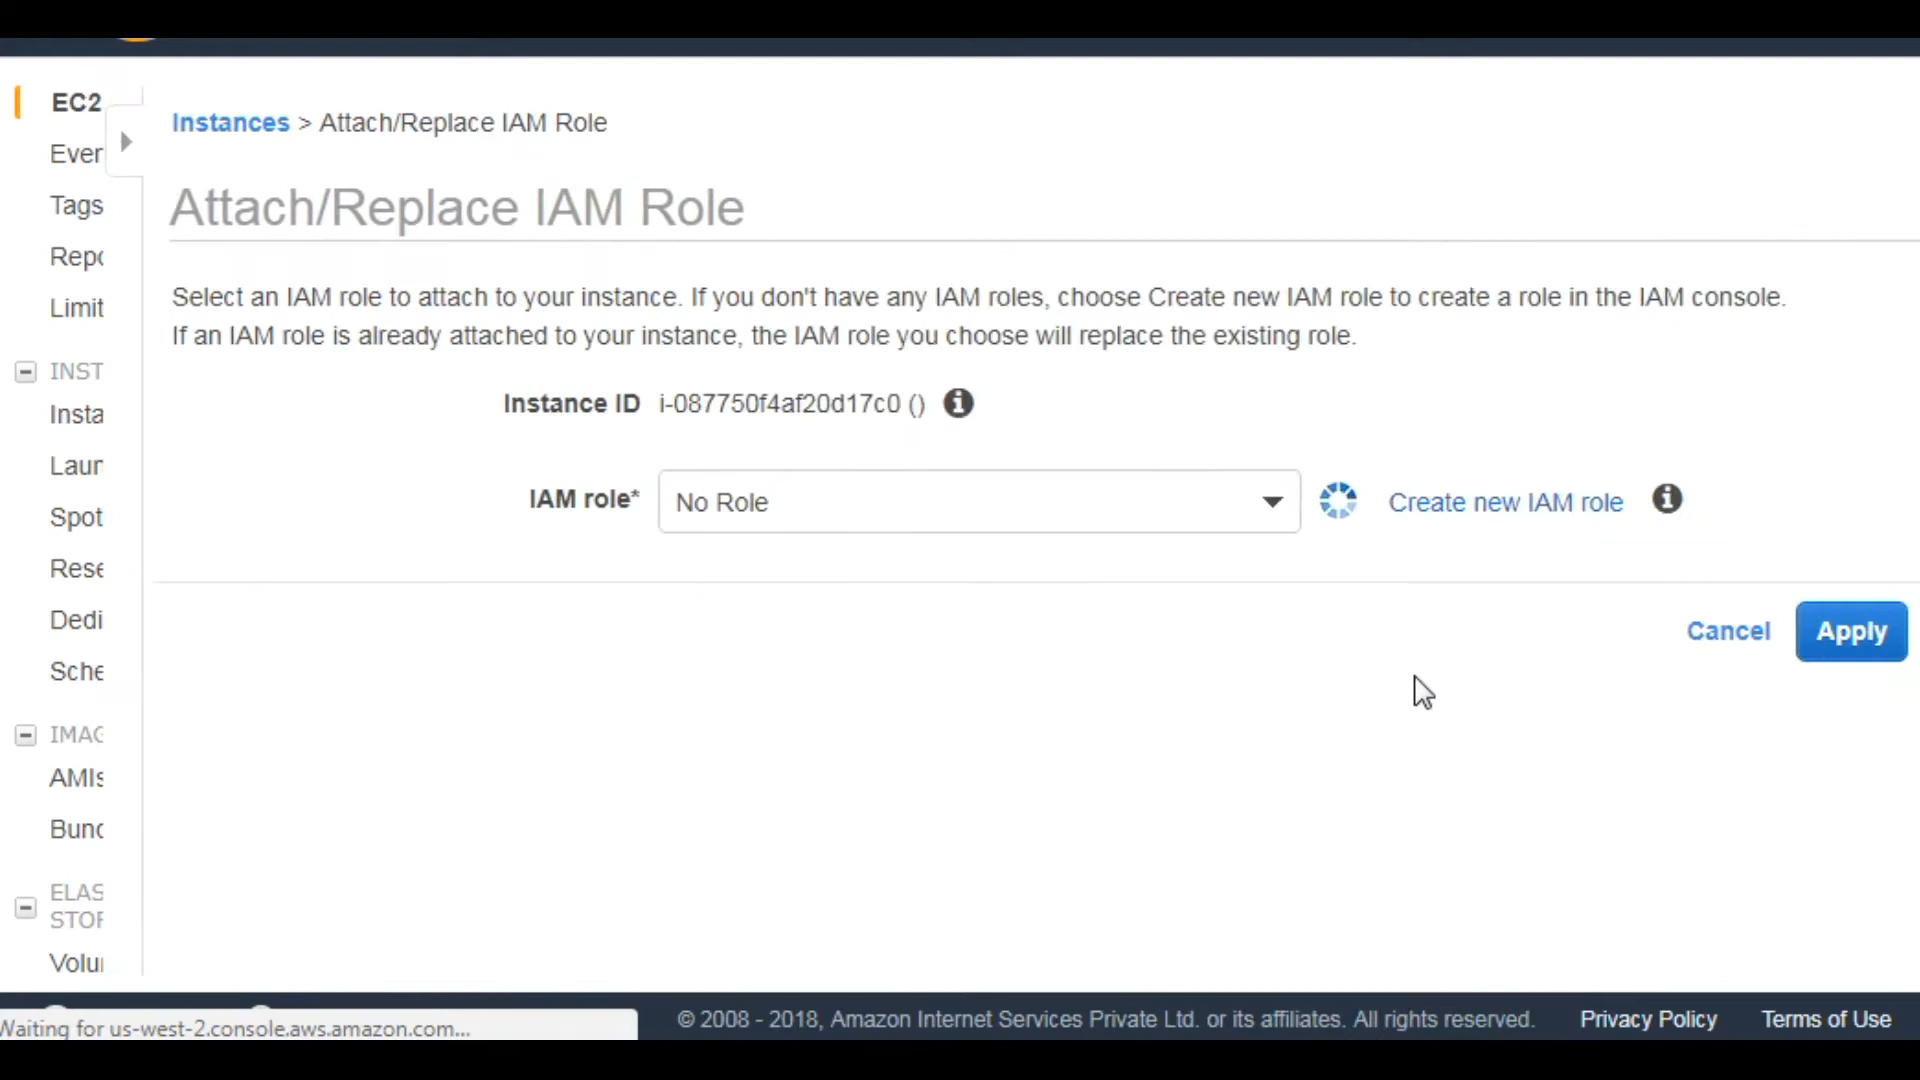 EC2
Ever
Tags
Repo
Limit
INST
Insta
Laur
Spot
Rese
Dedi
Sche
IMAG
AMIs
Bund
ELAS
STOR
Volu
Instances > Attach/Replace IAM Role
Attach/Replace IAM Role
Select an IAM role to attach to your instance. If you don't have any IAM roles, choose Create new IAM role to create a role in the IAM console.
If an IAM role is already attached to your instance, the IAM role you choose will replace the existing role.
Instance ID i-087750f4af20d17c0 ()
IAM role* No Role Create new IAM role
Cancel Apply
Waiting for us-west-2.console.aws.amazon.com...
© 2008 - 2018, Amazon Internet Services Private Ltd. or its affiliates. All rights reserved. Privacy Policy Terms of Use